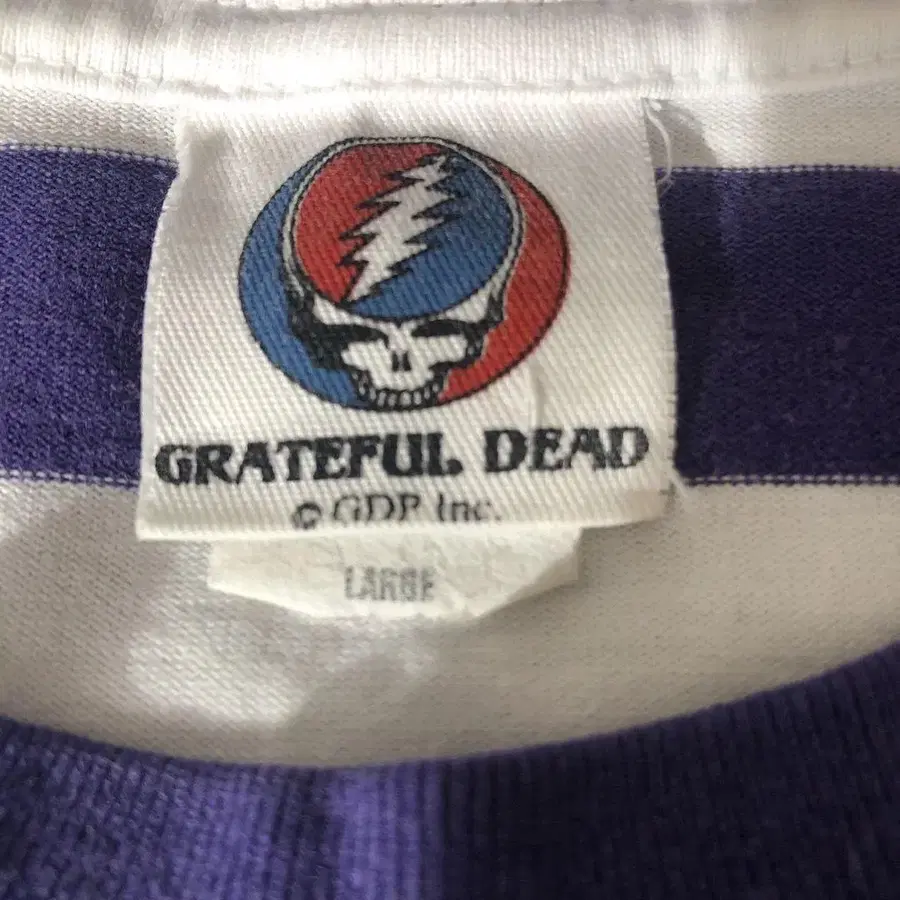 GRATEFUL DEAD
© GDP Inc.
LARGE